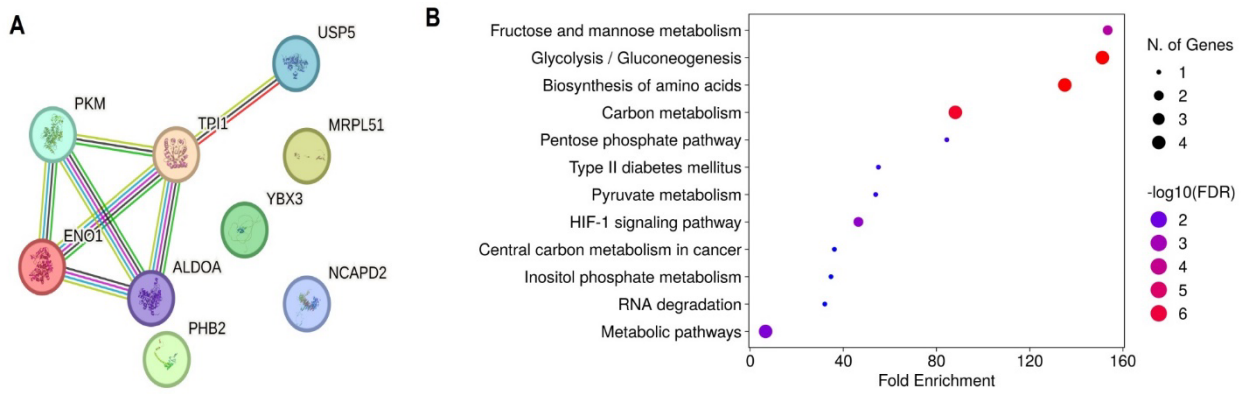 A
USP5
PKM
TPI1
MRPL51
YBX3
ENO1
ALDOA
NCAPD2
PHB2
B
Fructose and mannose metabolism
Glycolysis / Gluconeogenesis
Biosynthesis of amino acids
Carbon metabolism
Pentose phosphate pathway
Type II diabetes mellitus
Pyruvate metabolism
HIF-1 signaling pathway
Central carbon metabolism in cancer
Inositol phosphate metabolism
RNA degradation
Metabolic pathways
0 40 80 120 160
Fold Enrichment
N. of Genes
1
2
3
4
-log10(FDR)
2
3
4
5
6